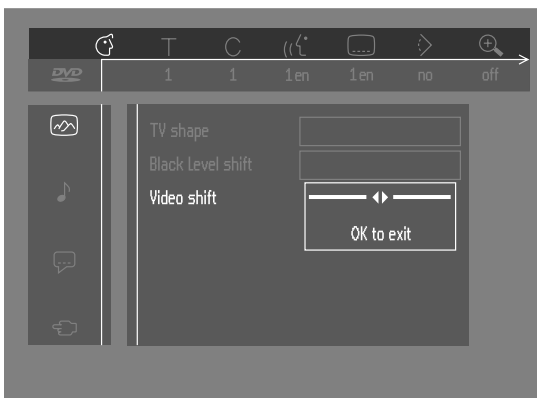 T C
DVD 1 1 1 en 1 en no off
TV shape
Black Level shift
Video shift
OK to exit